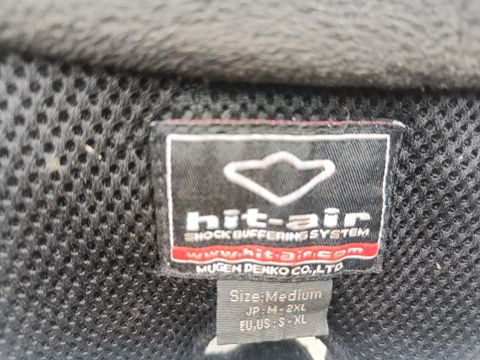 hit-air
SHOCK BUFFERING SYSTEM
www.hit-air.com
MUGEN DENKO CO.,LTD.
Size:Medium
JP: M - 2XL
EU,US: S - XL